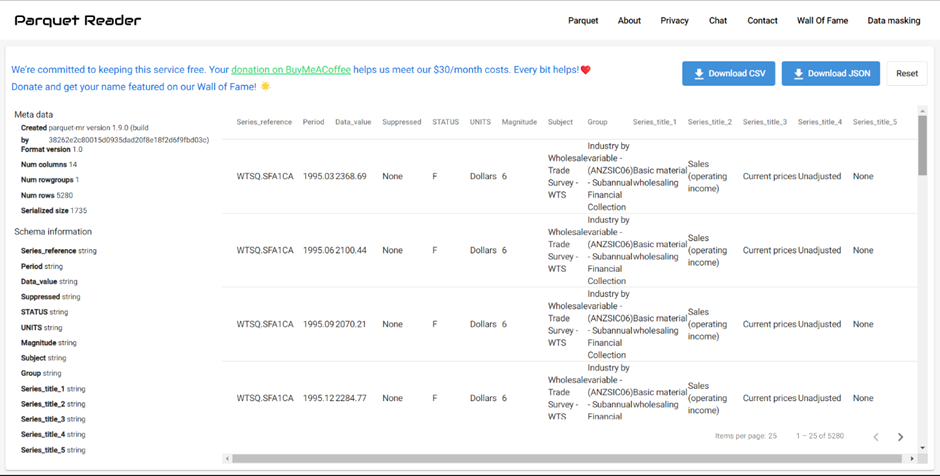 Parquet Reader
Parquet About Privacy Chat Contact Wall Of Fame Data masking
We're committed to keeping this service free. Your donation on BuyMeACoffee helps us meet our $30/month costs. Every bit helps!❤️
Donate and get your name featured on our Wall of Fame! 🌟
Download CSV Download JSON Reset
Meta data
Created parquet-mr version 1.9.0 (build
by 38262e2c80015d0935dad20f8e18f2d6f9fbd03c)
Format version 1.0
Num columns 14
Num rowgroups 1
Num rows 5280
Serialized size 1735
Schema information
Series_reference string
Period string
Data_value string
Suppressed string
STATUS string
UNITS string
Magnitude string
Subject string
Group string
Series_title_1 string
Series_title_2 string
Series_title_3 string
Series_title_4 string
Series_title_5 string
Series_reference Period Data_value Suppressed STATUS UNITS Magnitude Subject Group Series_title_1 Series_title_2 Series_title_3 Series_title_4 Series_title_5
Industry by
Wholesale variable - Sales
WTSQ.SFA1CA 1995.03 2368.69 None F Dollars 6 Trade (ANZSIC06) Basic material (operating Current prices Unadjusted None
Survey - - Subannual wholesaling income)
WTS Financial
Collection
Industry by
Wholesale variable - Sales
WTSQ.SFA1CA 1995.06 2100.44 None F Dollars 6 Trade (ANZSIC06) Basic material (operating Current prices Unadjusted None
Survey - - Subannual wholesaling income)
WTS Financial
Collection
Industry by
Wholesale variable - Sales
WTSQ.SFA1CA 1995.09 2070.21 None F Dollars 6 Trade (ANZSIC06) Basic material (operating Current prices Unadjusted None
Survey - - Subannual wholesaling income)
WTS Financial
Collection
Industry by
Wholesale variable - Sales
WTSQ.SFA1CA 1995.12 2284.77 None F Dollars 6 Trade (ANZSIC06) Basic material (operating Current prices Unadjusted None
Survey - - Subannual wholesaling income)
WTS Financial
Items per page: 25 1 – 25 of 5280